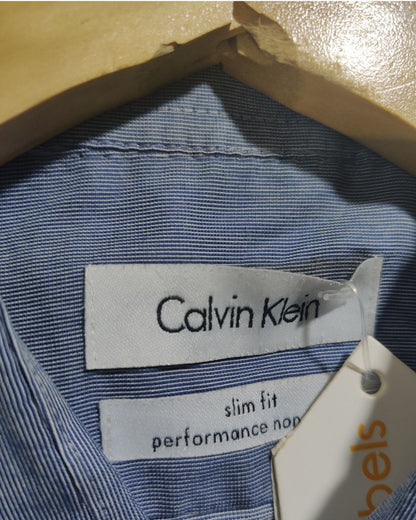 Calvin Klein
slim fit
performance non
bels